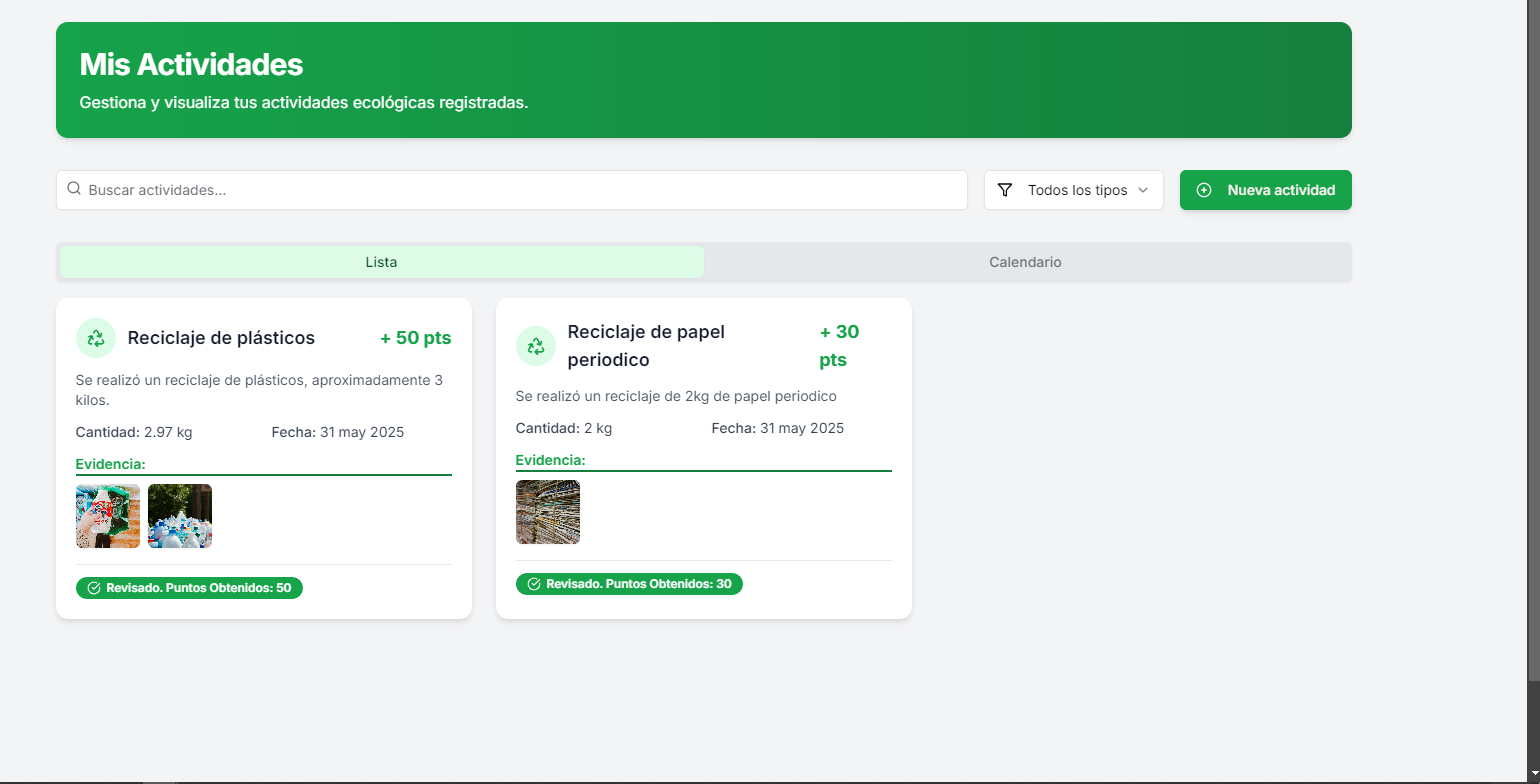 Mis Actividades
Gestiona y visualiza tus actividades ecológicas registradas.
Buscar actividades...
Todos los tipos
Nueva actividad
Lista
Calendario
Reciclaje de plásticos
+ 50 pts
Se realizó un reciclaje de plásticos, aproximadamente 3
kilos.
Cantidad: 2.97 kg
Fecha: 31 may 2025
Evidencia:
Revisado. Puntos Obtenidos: 50
Reciclaje de papel
periodico
+ 30
pts
Se realizó un reciclaje de 2kg de papel periodico
Cantidad: 2 kg
Fecha: 31 may 2025
Evidencia:
Revisado. Puntos Obtenidos: 30